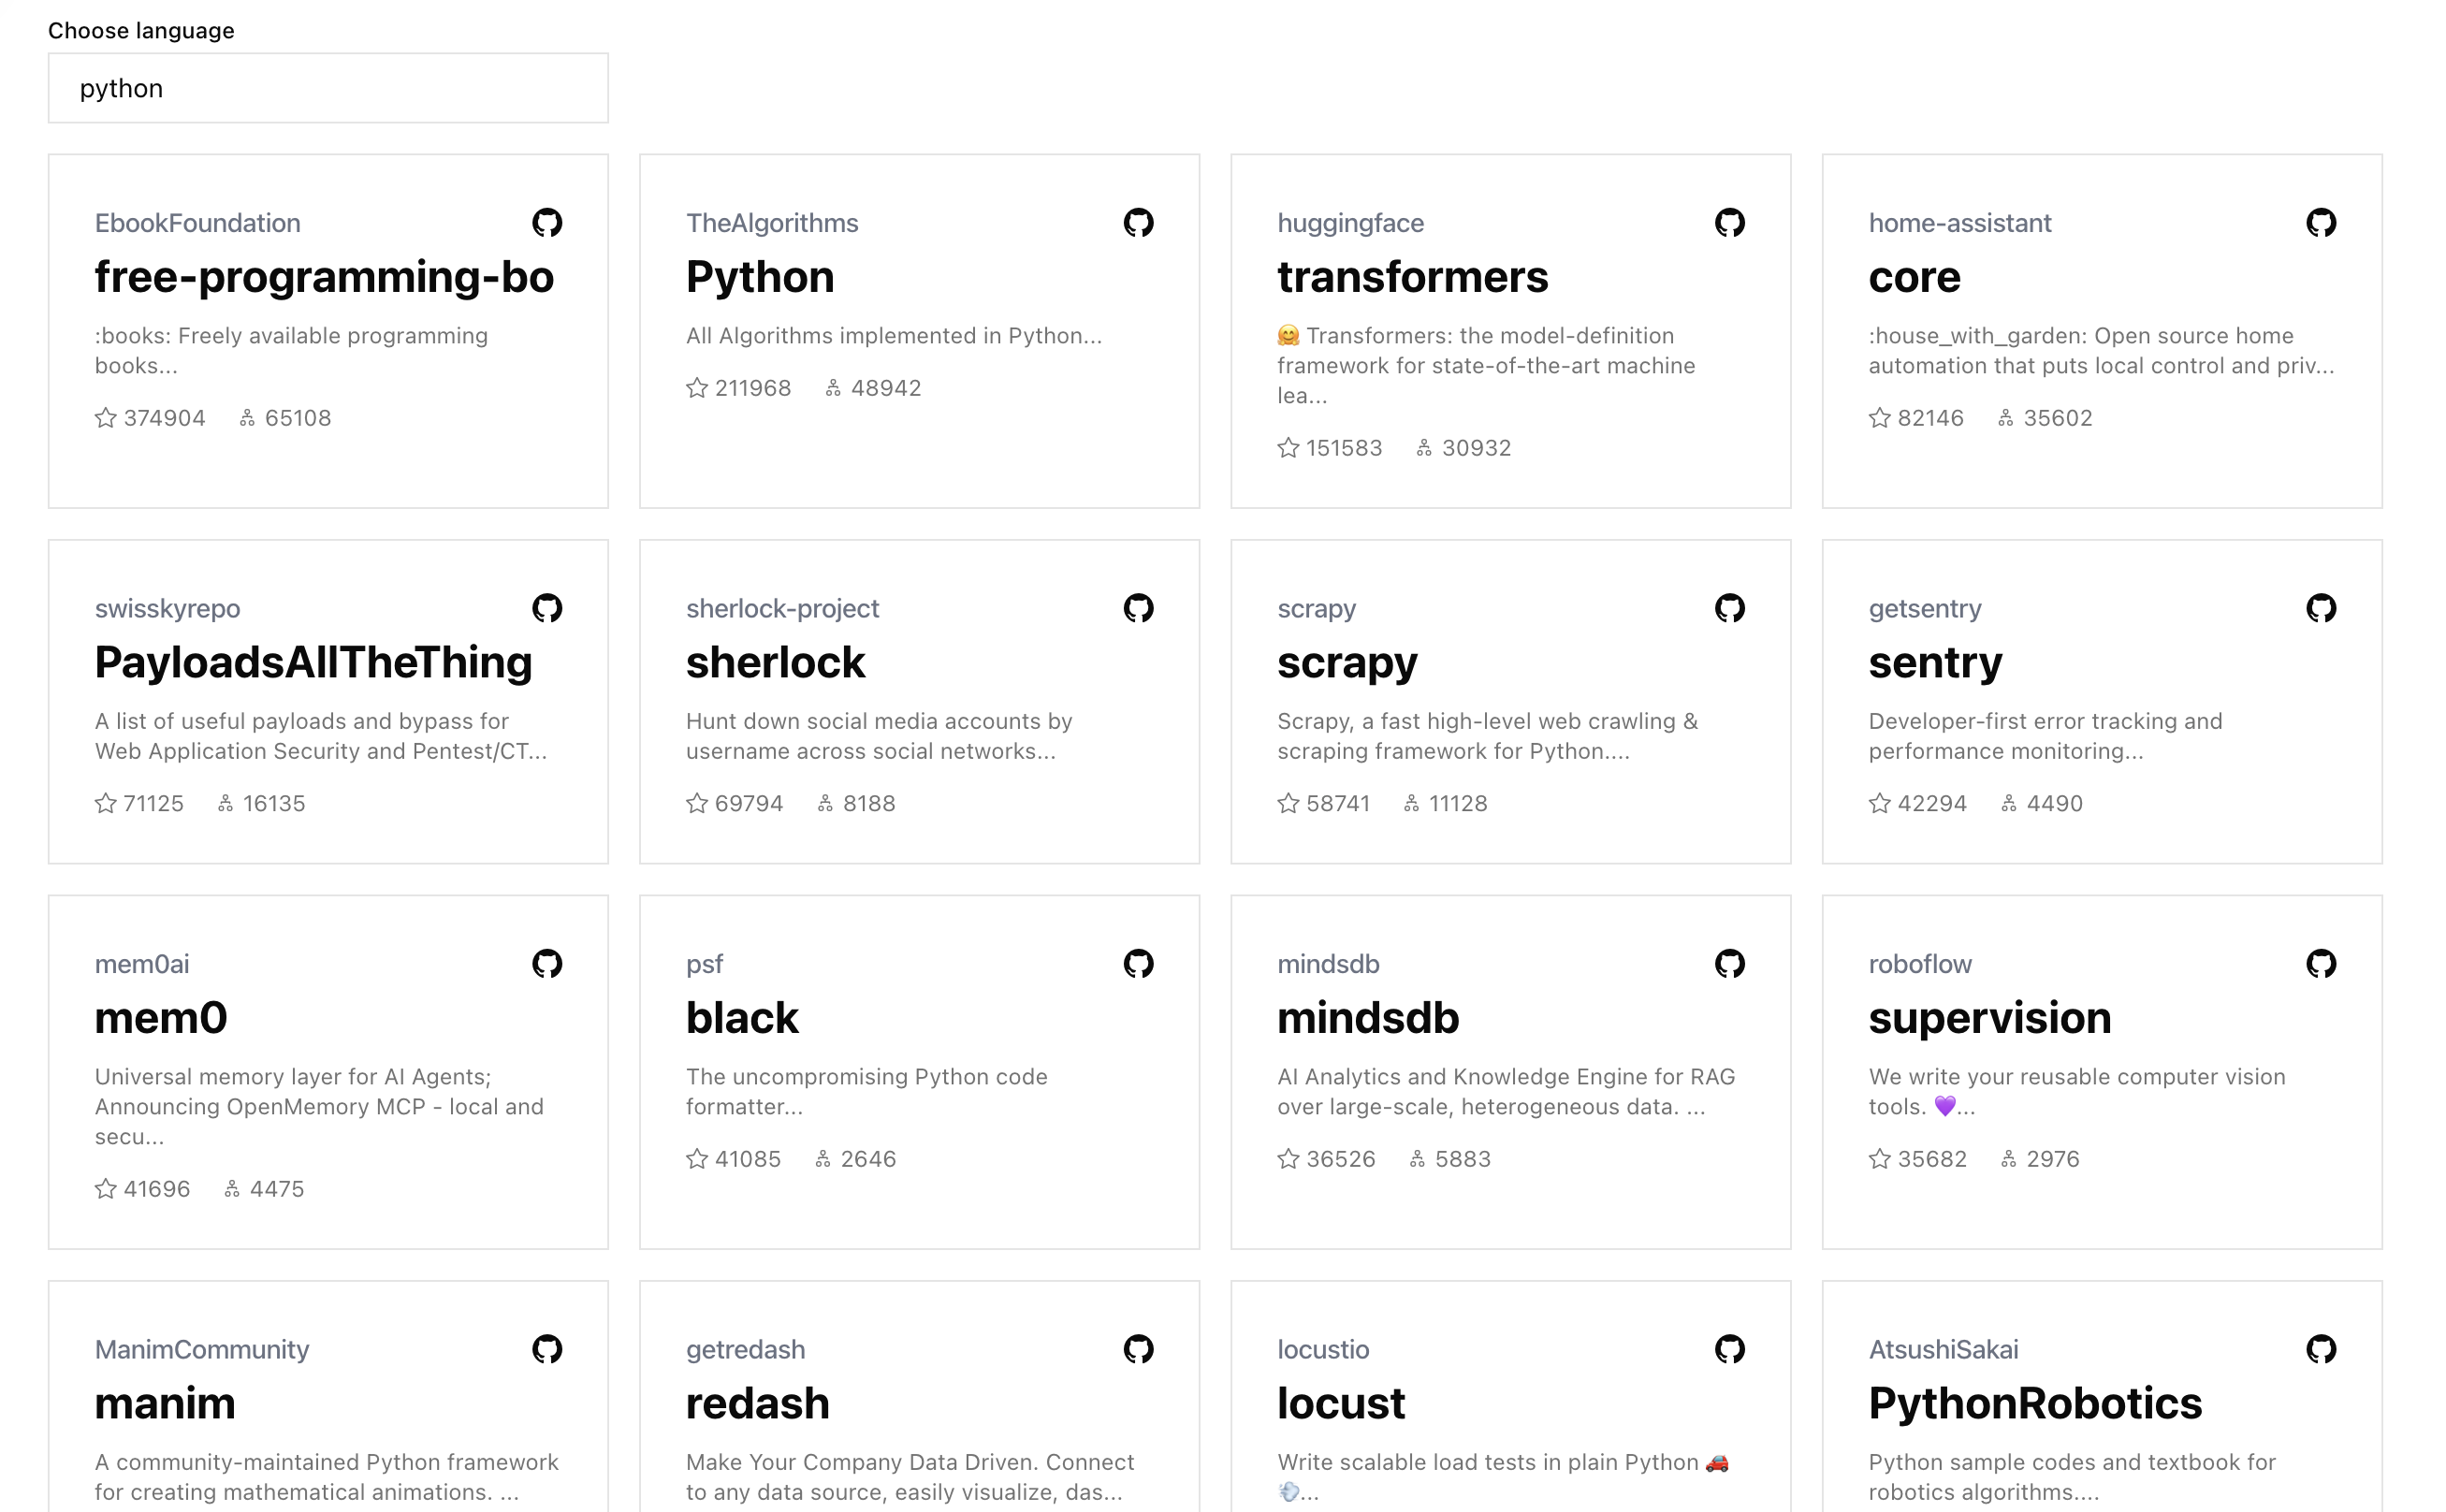 Choose language
python
EbookFoundation
free-programming-bo
:books: Freely available programming
books...
374904 65108
TheAlgorithms
Python
All Algorithms implemented in Python...
211968 48942
huggingface
transformers
🤗 Transformers: the model-definition
framework for state-of-the-art machine
lea...
151583 30932
home-assistant
core
:house_with_garden: Open source home
automation that puts local control and priv...
82146 35602
swisskyrepo
PayloadsAllTheThing
A list of useful payloads and bypass for
Web Application Security and Pentest/CT...
71125 16135
sherlock-project
sherlock
Hunt down social media accounts by
username across social networks...
69794 8188
scrapy
scrapy
Scrapy, a fast high-level web crawling &
scraping framework for Python....
58741 11128
getsentry
sentry
Developer-first error tracking and
performance monitoring...
42294 4490
mem0ai
mem0
Universal memory layer for AI Agents;
Announcing OpenMemory MCP - local and
secu...
41696 4475
psf
black
The uncompromising Python code
formatter...
41085 2646
mindsdb
mindsdb
AI Analytics and Knowledge Engine for RAG
over large-scale, heterogeneous data. ...
36526 5883
roboflow
supervision
We write your reusable computer vision
tools. 💜...
35682 2976
ManimCommunity
manim
A community-maintained Python framework
for creating mathematical animations. ...
getredash
redash
Make Your Company Data Driven. Connect
to any data source, easily visualize, das...
locustio
locust
Write scalable load tests in plain Python 🚗
💨...
AtsushiSakai
PythonRobotics
Python sample codes and textbook for
robotics algorithms....